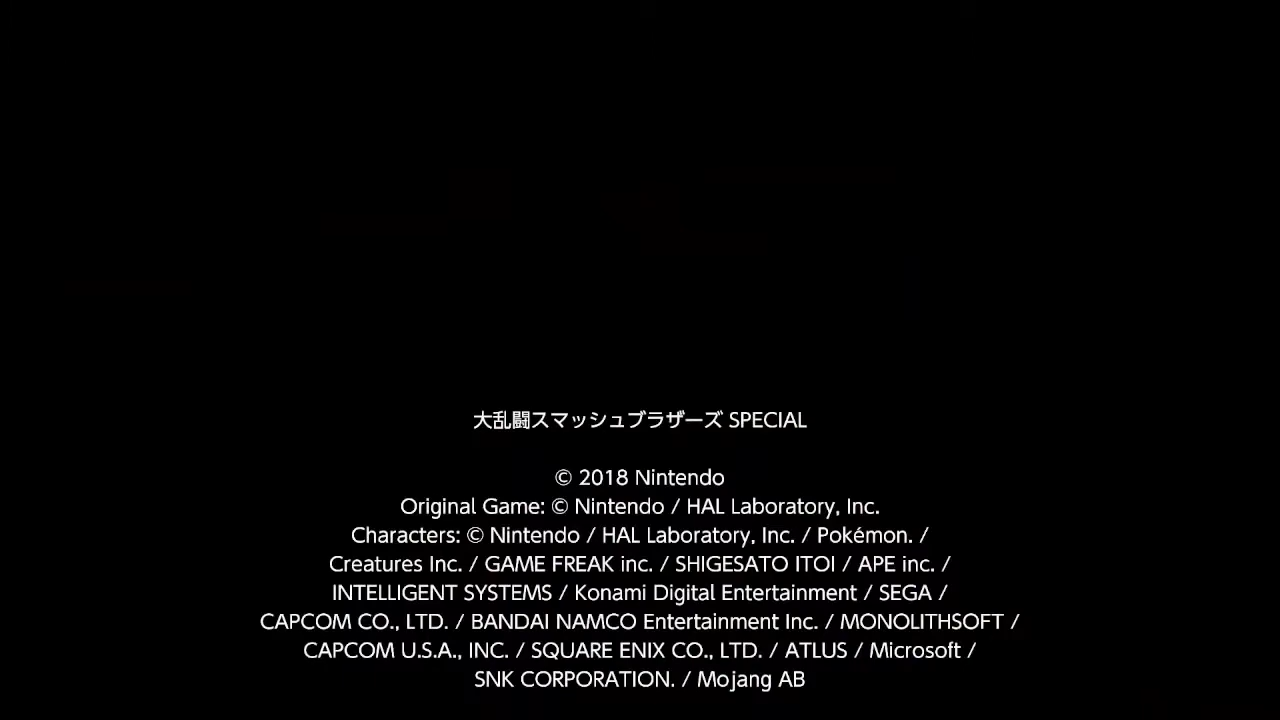 大乱闘スマッシュブラザーズ SPECIAL
© 2018 Nintendo
Original Game: © Nintendo / HAL Laboratory, Inc.
Characters: © Nintendo / HAL Laboratory, Inc. / Pokémon. /
Creatures Inc. / GAME FREAK inc. / SHIGESATO ITOI / APE inc. /
INTELLIGENT SYSTEMS / Konami Digital Entertainment / SEGA /
CAPCOM CO., LTD. / BANDAI NAMCO Entertainment Inc. / MONOLITHSOFT /
CAPCOM U.S.A., INC. / SQUARE ENIX CO., LTD. / ATLUS / Microsoft /
SNK CORPORATION. / Mojang AB